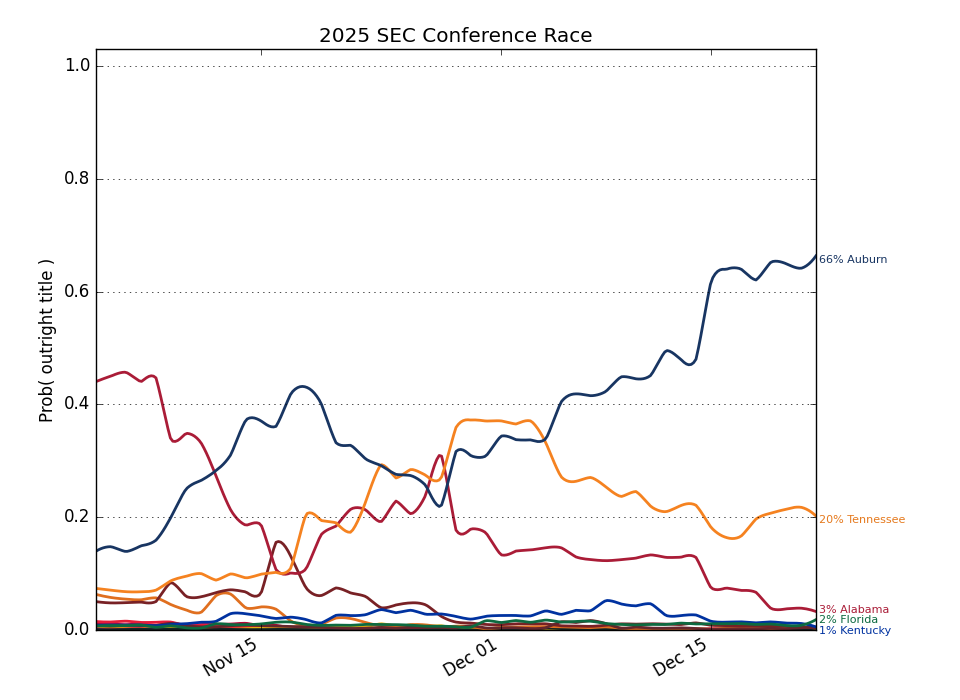 2025 SEC Conference Race
Prob( outright title )
1.0
0.8
0.6
0.4
0.2
0.0
66% Auburn
20% Tennessee
3% Alabama
2% Florida
1% Kentucky
Nov 15
Dec 01
Dec 15